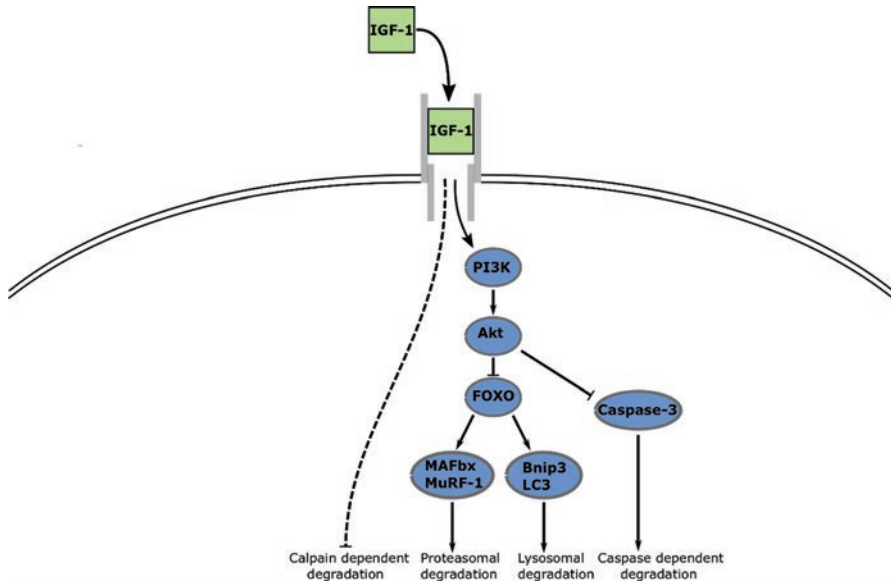 IGF-1
IGF-1
PI3K
Akt
FOXO
Caspase-3
MAFbx
MuRF-1
Bnip3
LC3
Calpain dependent
degradation
Proteasomal
degradation
Lysosomal
degradation
Caspase dependent
degradation